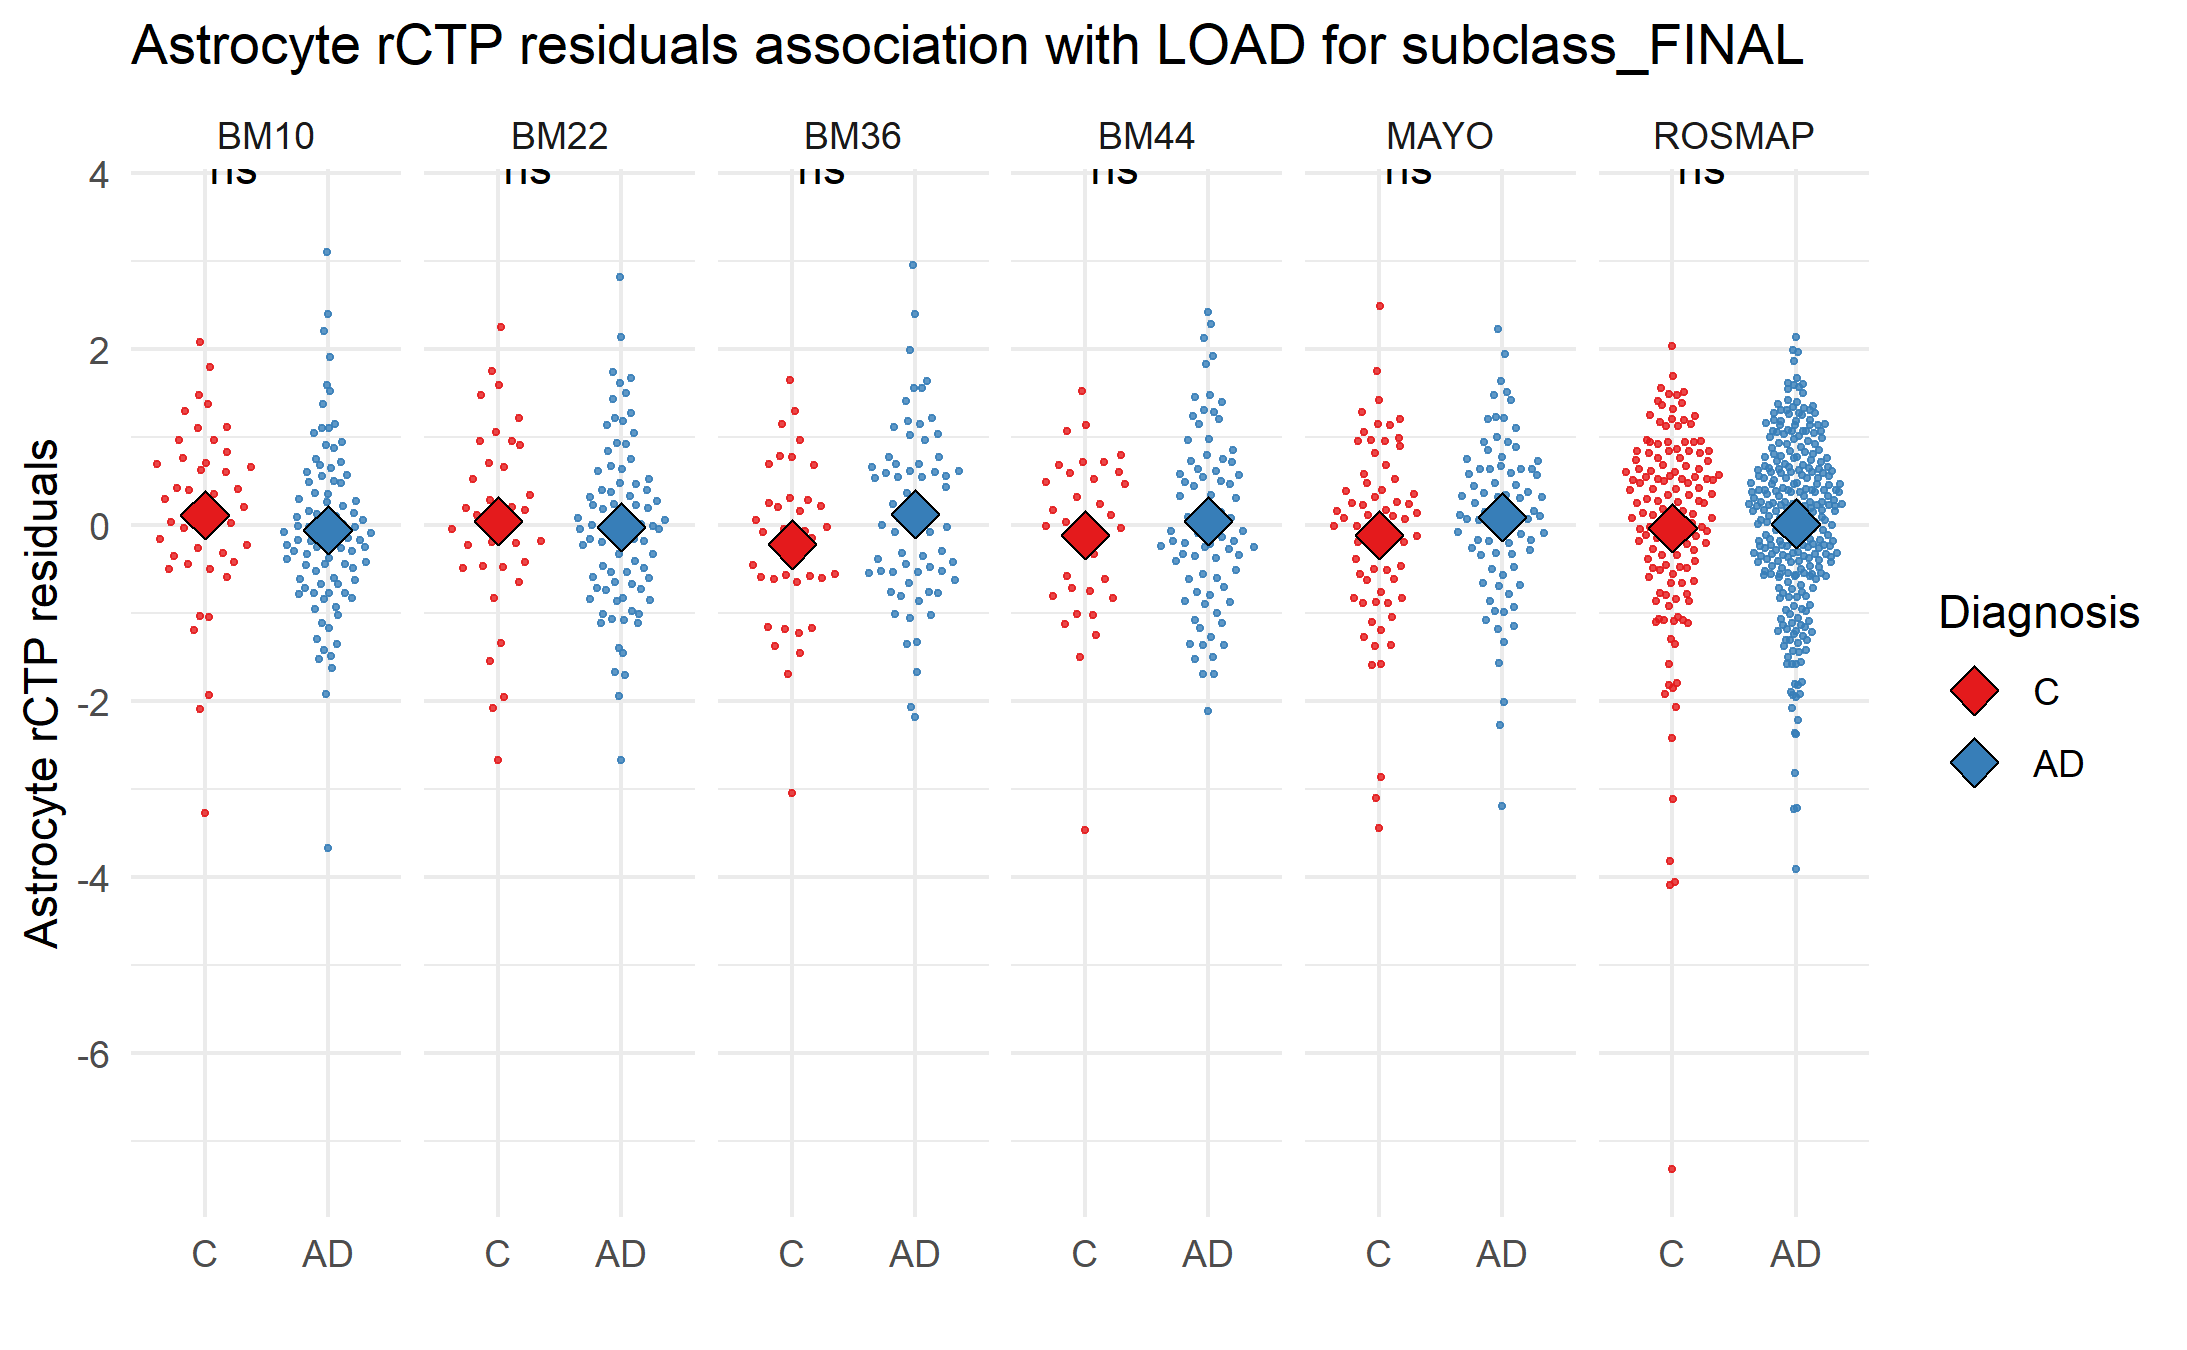 Astrocyte rCTP residuals association with LOAD for subclass_FINAL
BM10 BM22 BM36 BM44 MAYO ROSMAP
ns ns ns ns ns ns
4
2
0
-2
-4
-6
Astrocyte rCTP residuals
C AD C AD C AD C AD C AD C AD
Diagnosis
C
AD